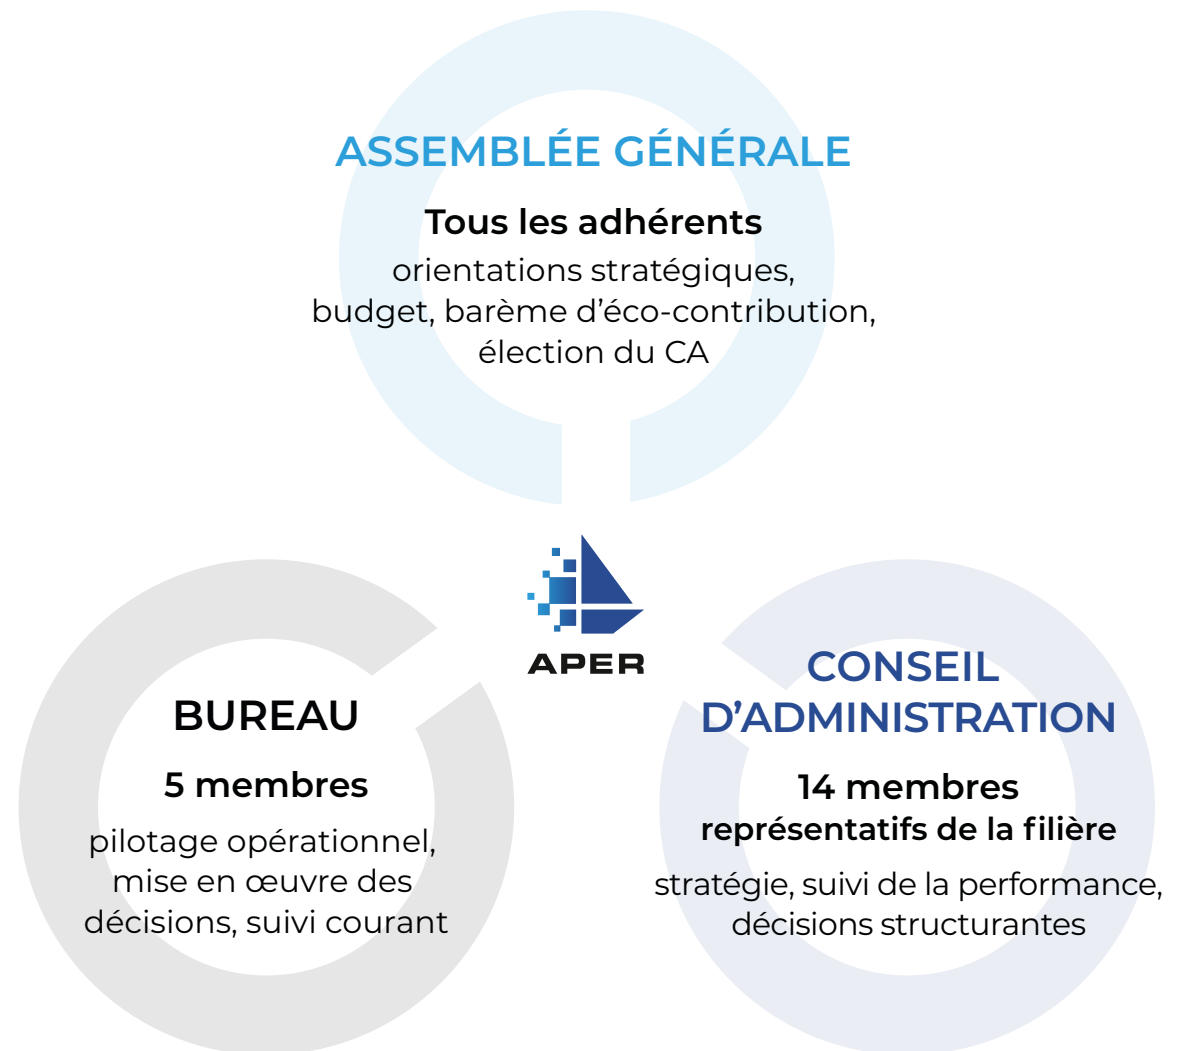 ASSEMBLÉE GÉNÉRALE
Tous les adhérents
orientations stratégiques,
budget, barème d’éco-contribution,
élection du CA
APER
BUREAU
5 membres
pilotage opérationnel,
mise en œuvre des
décisions, suivi courant
CONSEIL
D’ADMINISTRATION
14 membres
représentatifs de la filière
stratégie, suivi de la performance,
décisions structurantes